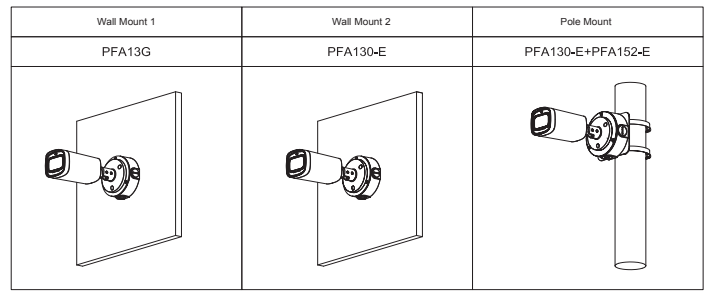 Wall Mount 1
Wall Mount 2
Pole Mount
PFA13G
PFA130-E
PFA130-E+PFA152-E